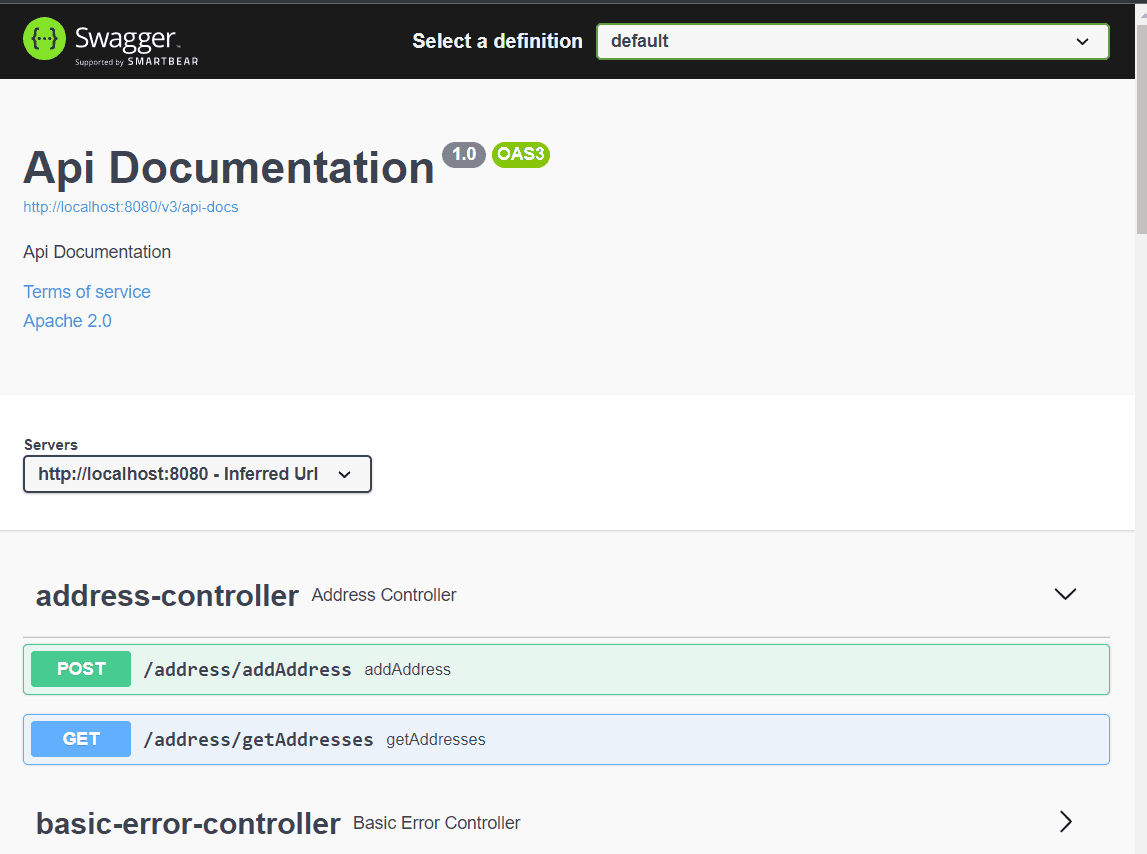 {···} Swagger™
Supported by SMARTBEAR
Select a definition
default
Api Documentation 1.0 OAS3
http://localhost:8080/v3/api-docs
Api Documentation
Terms of service
Apache 2.0
Servers
http://localhost:8080 - Inferred Url
address-controller Address Controller
POST /address/addAddress addAddress
GET /address/getAddresses getAddresses
basic-error-controller Basic Error Controller